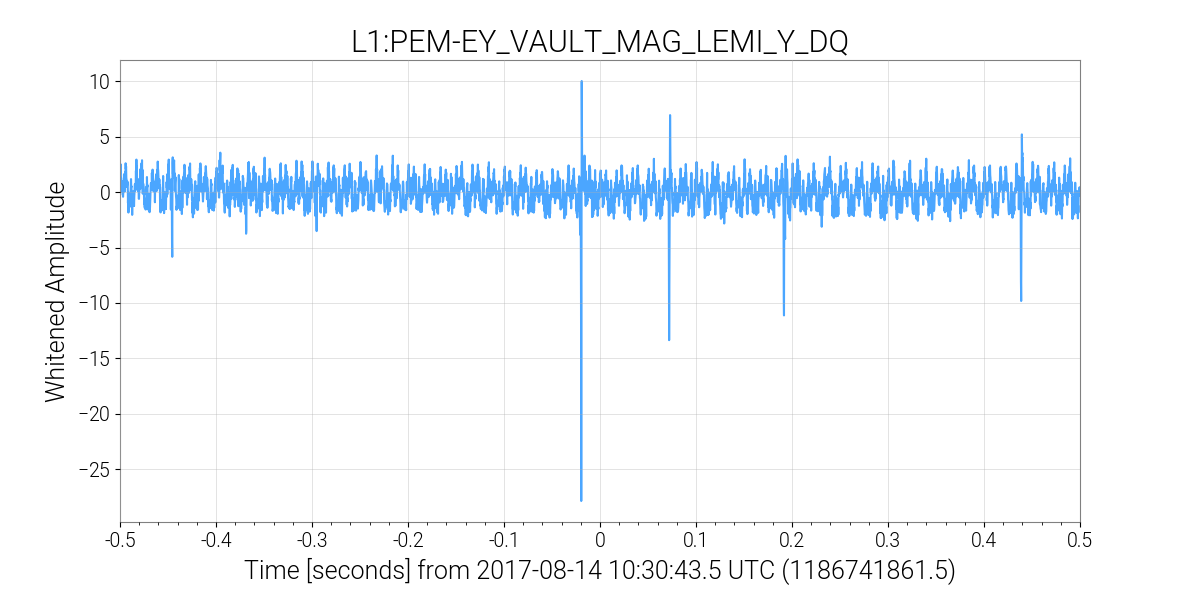 L1:PEM-EY_VAULT_MAG_LEMI_Y_DQ
10
5
0
−5
−10
−15
−20
−25
Whitened Amplitude
-0.5 -0.4 -0.3 -0.2 -0.1 0 0.1 0.2 0.3 0.4 0.5
Time [seconds] from 2017-08-14 10:30:43.5 UTC (1186741861.5)